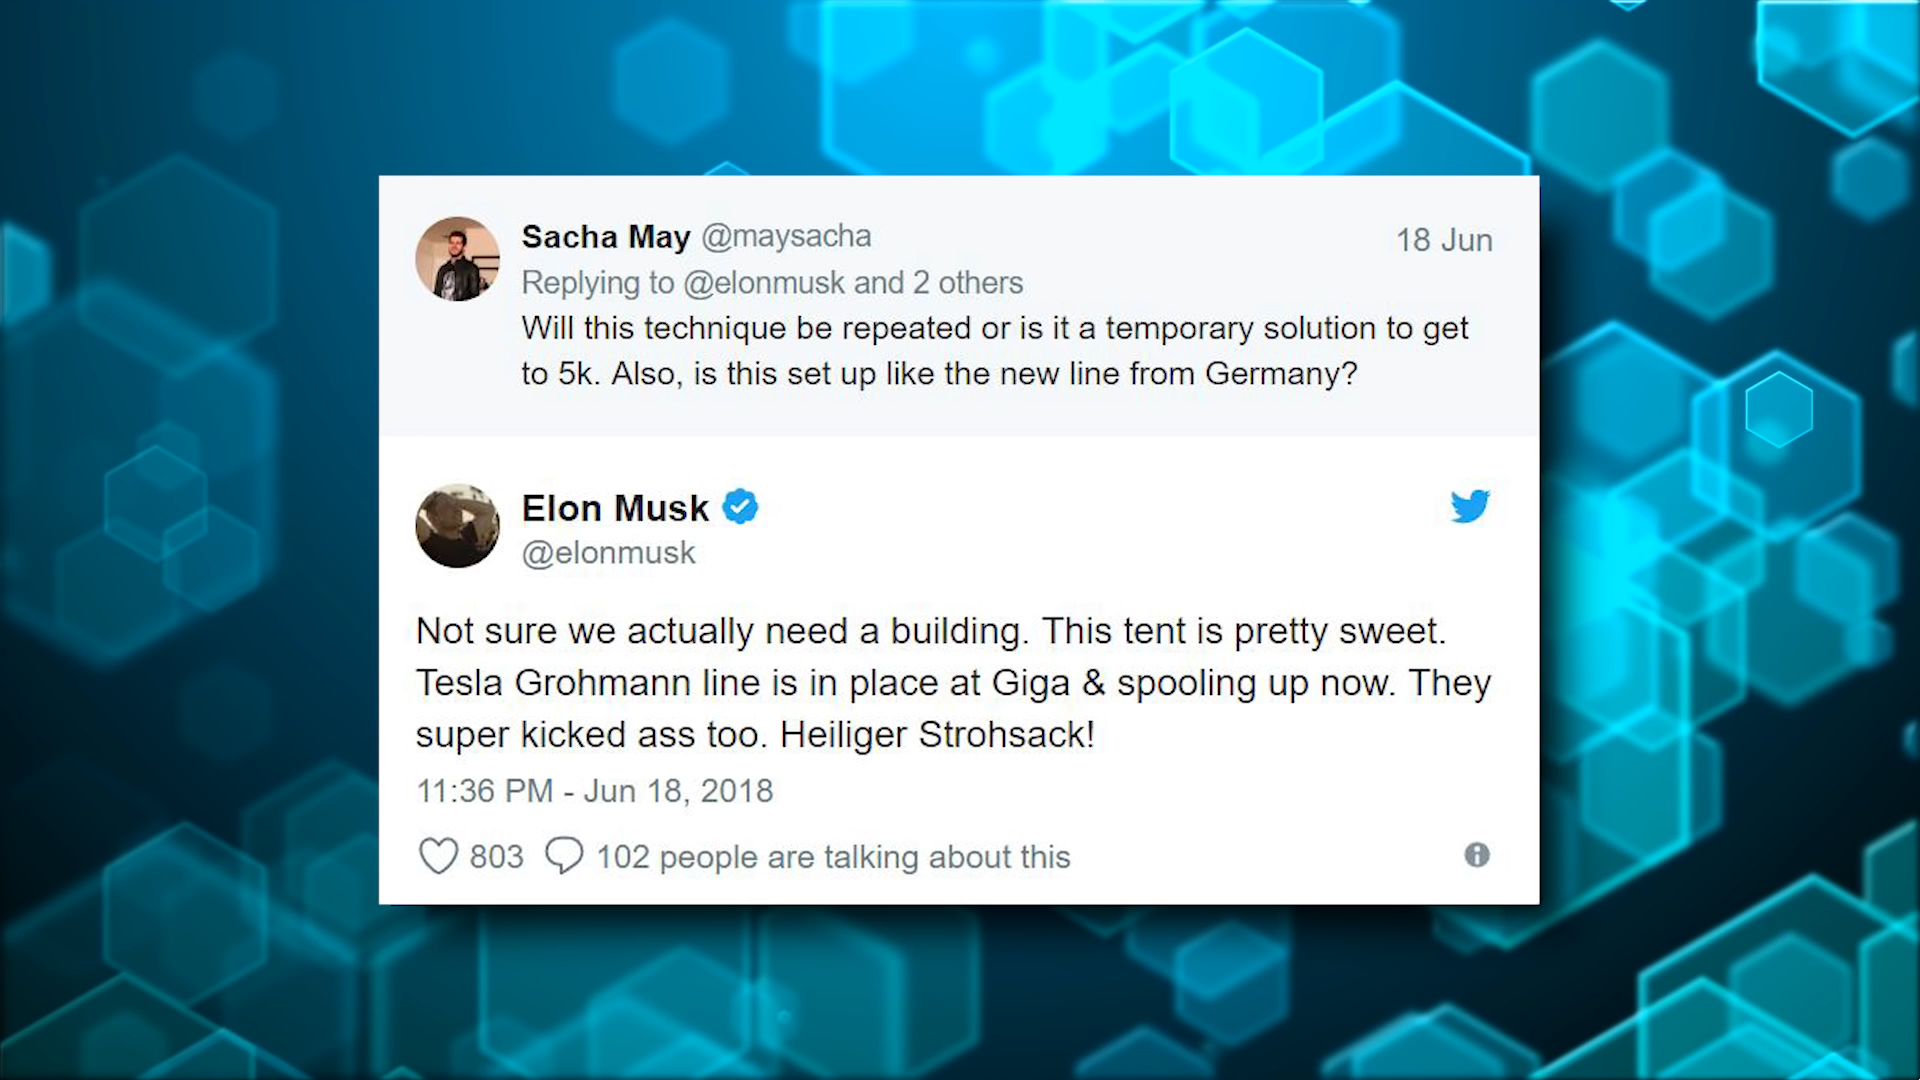 Sacha May @maysacha
18 Jun
Replying to @elonmusk and 2 others
Will this technique be repeated or is it a temporary solution to get
to 5k. Also, is this set up like the new line from Germany?
Elon Musk
@elonmusk
Not sure we actually need a building. This tent is pretty sweet.
Tesla Grohmann line is in place at Giga & spooling up now. They
super kicked ass too. Heiliger Strohsack!
11:36 PM - Jun 18, 2018
803 102 people are talking about this